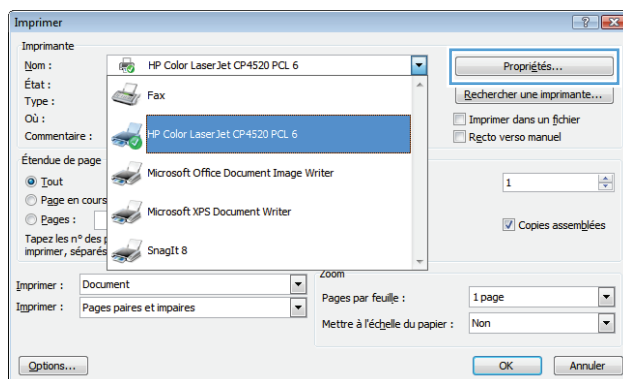 Imprimer
Imprimante
Nom :
HP Color LaserJet CP4520 PCL 6
Propriétés...
État :
Fax
Type :
Rechercher une imprimante...
Où :
HP Color LaserJet CP4520 PCL 6
Imprimer dans un fichier
Commentaire :
Recto verso manuel
Étendue de page
Microsoft Office Document Image Writer
Tout
1
Page en cours
Microsoft XPS Document Writer
Pages :
Copies assemblées
Tapez les n° des
imprimer, séparés
SnagIt 8
Zoom
Imprimer :
Document
Pages par feuille :
1 page
Imprimer :
Pages paires et impaires
Mettre à l'échelle du papier :
Non
Options...
OK
Annuler